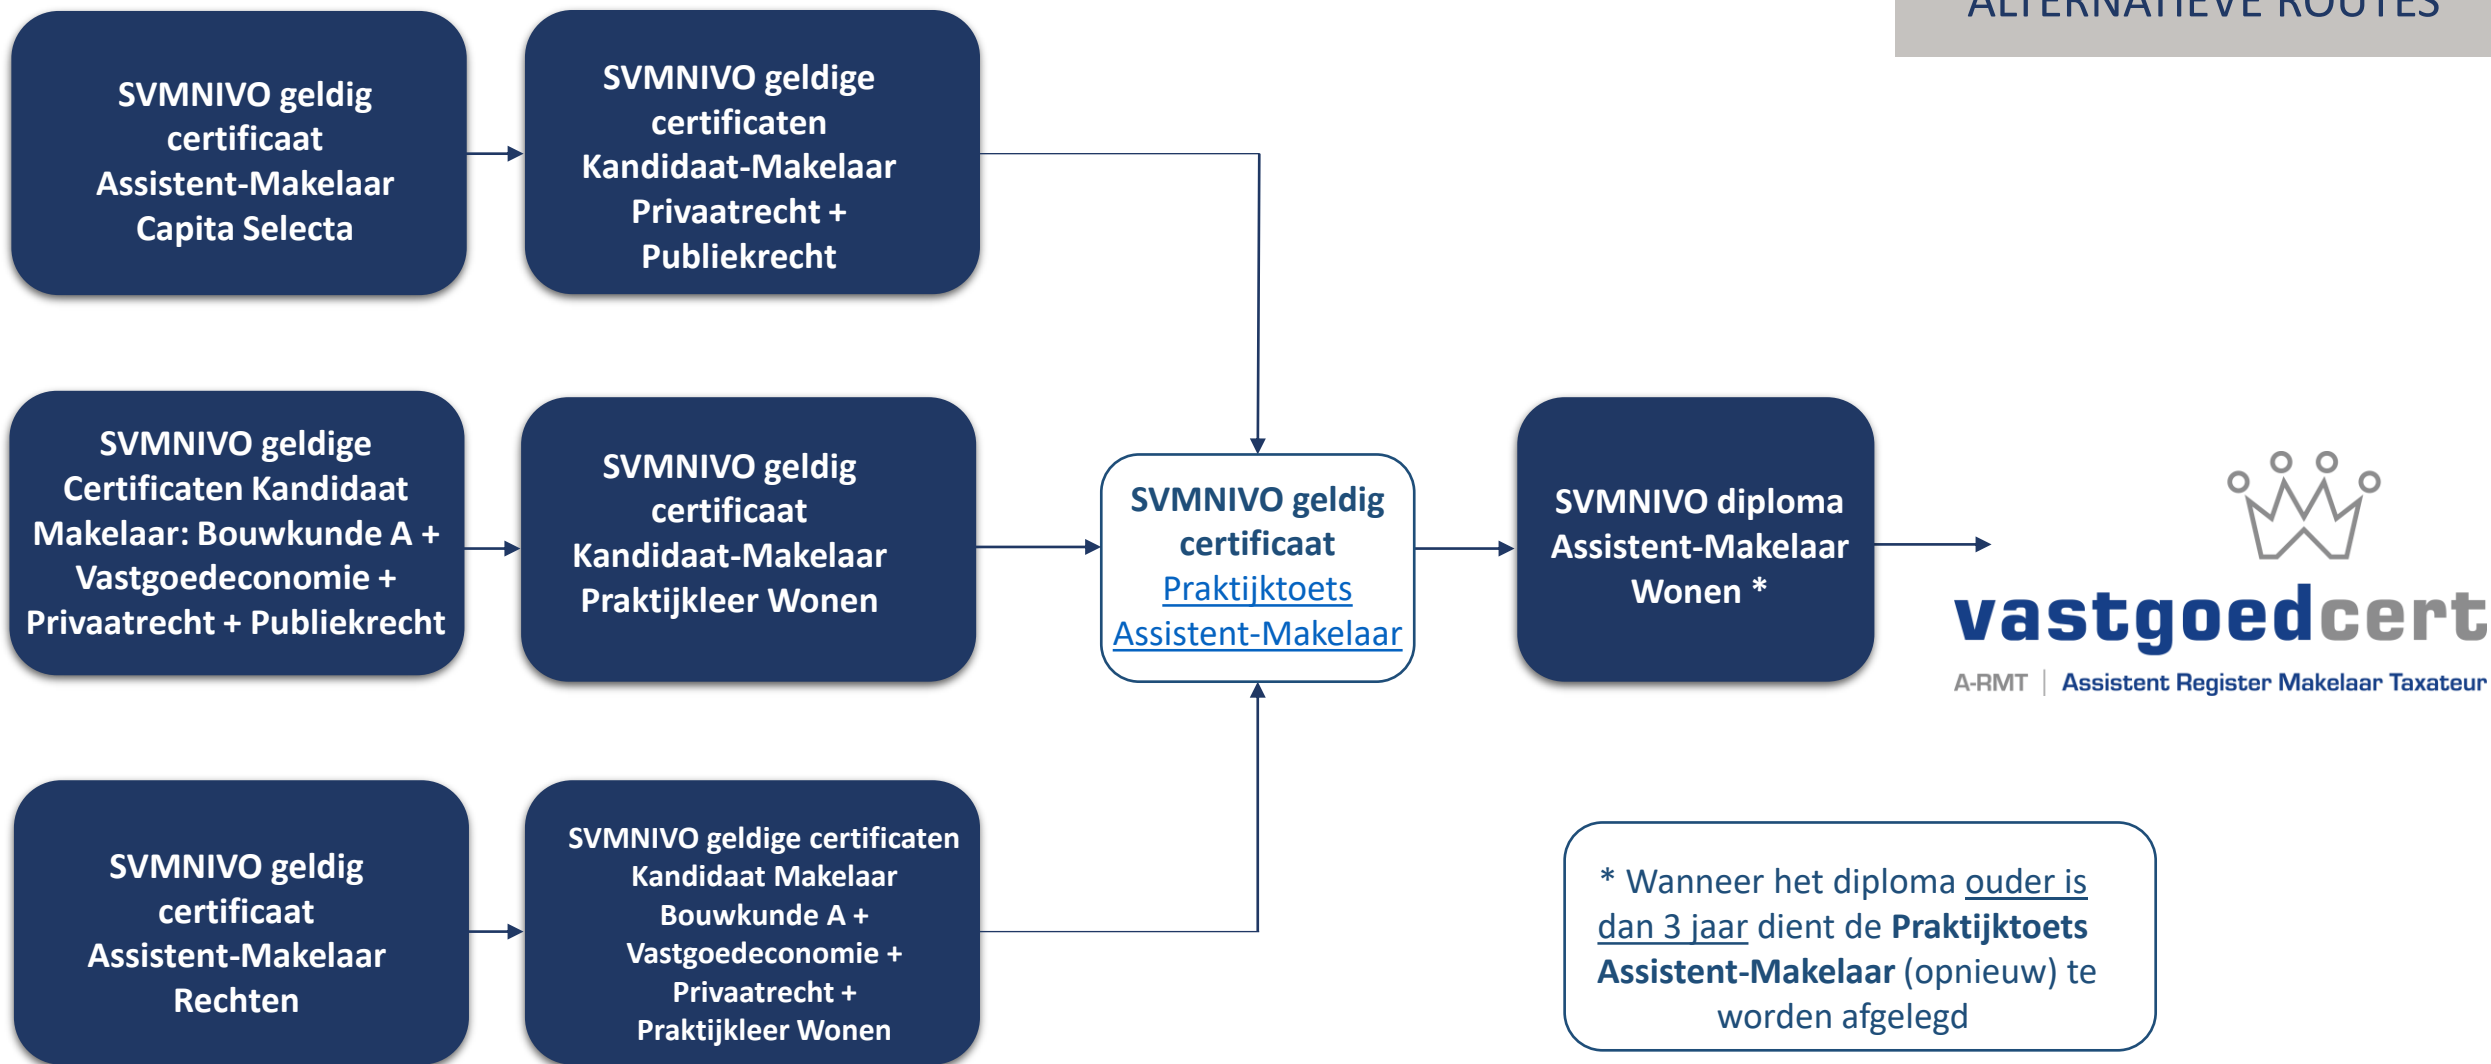 ALTERNATIEVE ROUTES
SVMNIVO geldig
certificaat
Assistent-Makelaar
Capita Selecta
SVMNIVO geldige
certificaten
Kandidaat-Makelaar
Privaatrecht +
Publiekrecht
SVMNIVO geldige
Certificaten Kandidaat
Makelaar: Bouwkunde A +
Vastgoedeconomie +
Privaatrecht + Publiekrecht
SVMNIVO geldig
certificaat
Kandidaat-Makelaar
Praktijkleer Wonen
SVMNIVO geldig
certificaat
Praktijktoets
Assistent-Makelaar
SVMNIVO diploma
Assistent-Makelaar
Wonen *
vastgoedcert
A-RMT | Assistent Register Makelaar Taxateur
SVMNIVO geldig
certificaat
Assistent-Makelaar
Rechten
SVMNIVO geldige certificaten
Kandidaat Makelaar
Bouwkunde A +
Vastgoedeconomie +
Privaatrecht +
Praktijkleer Wonen
* Wanneer het diploma ouder is
dan 3 jaar dient de Praktijktoets
Assistent-Makelaar (opnieuw) te
worden afgelegd